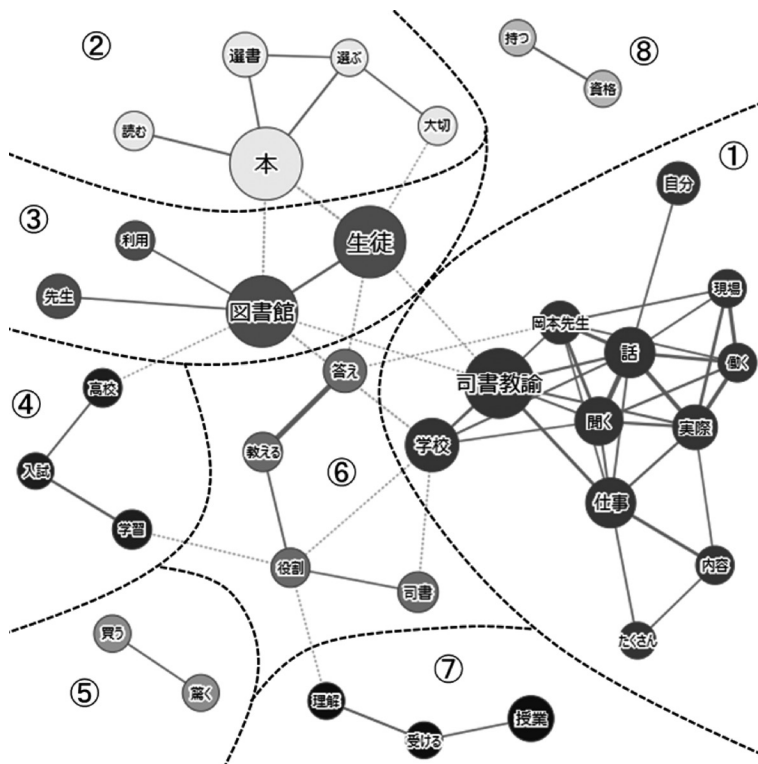 ②
選書
選ぶ
読む
大切
本
⑧
持つ
資格
①
自分
現場
岡本先生
話
働く
司書教諭
聞く
実際
学校
仕事
内容
たくさん
③
利用
生徒
先生
図書館
④
高校
入試
学習
⑥
答え
教える
役割
司書
⑤
買う
驚く
⑦
理解
受ける
授業